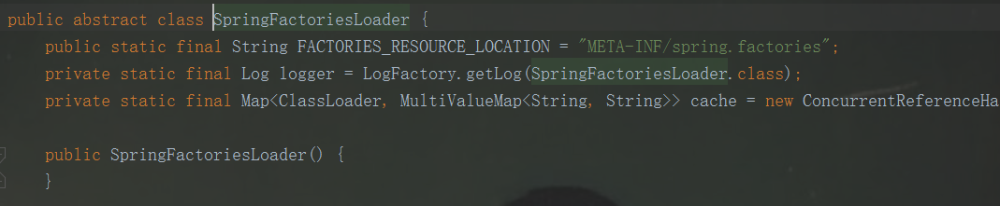 public abstract class SpringFactoriesLoader {
public static final String FACTORIES_RESOURCE_LOCATION = "META-INF/spring.factories";
private static final Log logger = LogFactory.getLog(SpringFactoriesLoader.class);
private static final Map<ClassLoader, MultiValueMap<String, String>> cache = new ConcurrentReferenceHa
public SpringFactoriesLoader() {
}